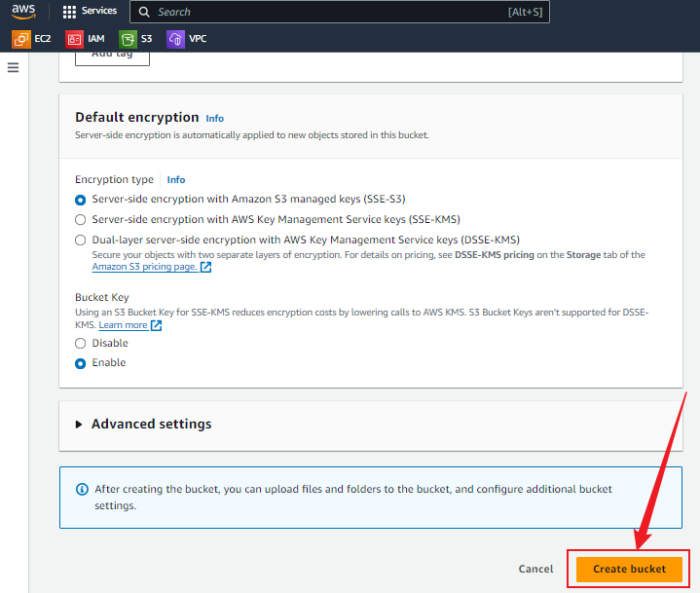 aws
Services
Search
[Alt+S]
EC2
IAM
S3
VPC
Add tag
Default encryption Info
Server-side encryption is automatically applied to new objects stored in this bucket.
Encryption type Info
Server-side encryption with Amazon S3 managed keys (SSE-S3)
Server-side encryption with AWS Key Management Service keys (SSE-KMS)
Dual-layer server-side encryption with AWS Key Management Service keys (DSSE-KMS)
Secure your objects with two separate layers of encryption. For details on pricing, see DSSE-KMS pricing on the Storage tab of the
Amazon S3 pricing page.
Bucket Key
Using an S3 Bucket Key for SSE-KMS reduces encryption costs by lowering calls to AWS KMS. S3 Bucket Keys aren't supported for DSSE-
KMS. Learn more
Disable
Enable
Advanced settings
After creating the bucket, you can upload files and folders to the bucket, and configure additional bucket
settings.
Cancel
Create bucket